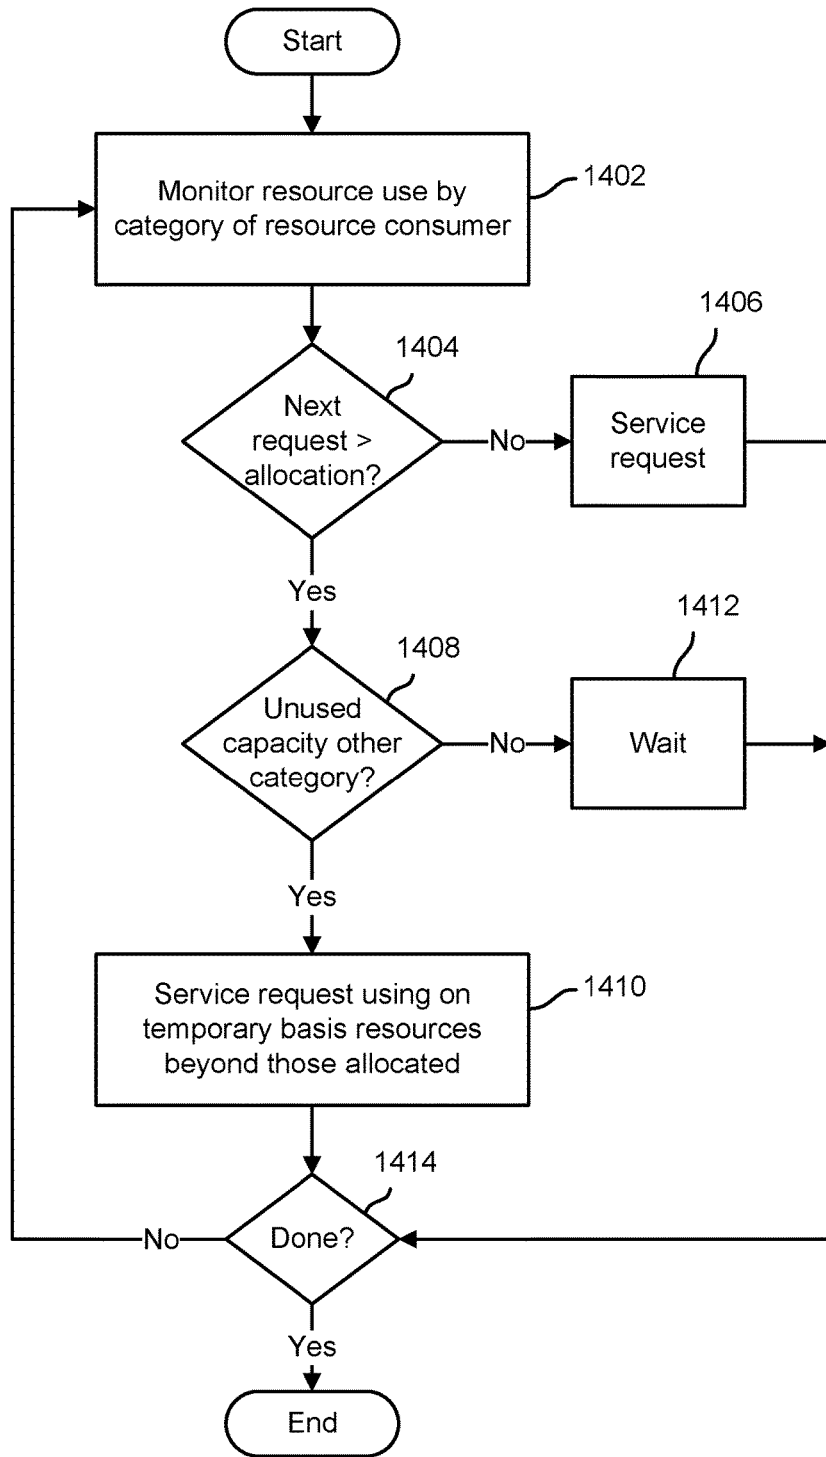 Start
Monitor resource use by
category of resource consumer
1402
Next
request >
allocation?
1404
No
Service
request
1406
Yes
Unused
capacity other
category?
1408
No
Wait
1412
Yes
Service request using on
temporary basis resources
beyond those allocated
1410
Done?
1414
No
Yes
End